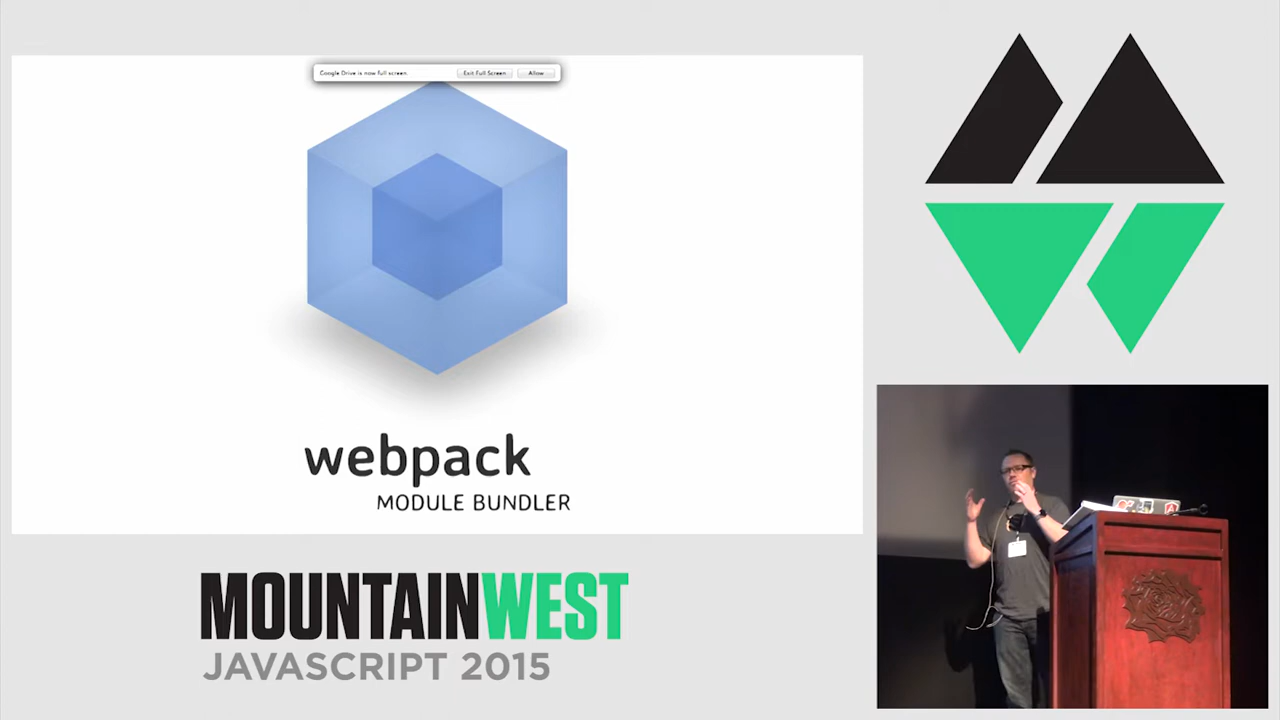 Google Drive is now full screen. Exit Full Screen Allow
webpack
MODULE BUNDLER
MOUNTAINWEST
JAVASCRIPT 2015